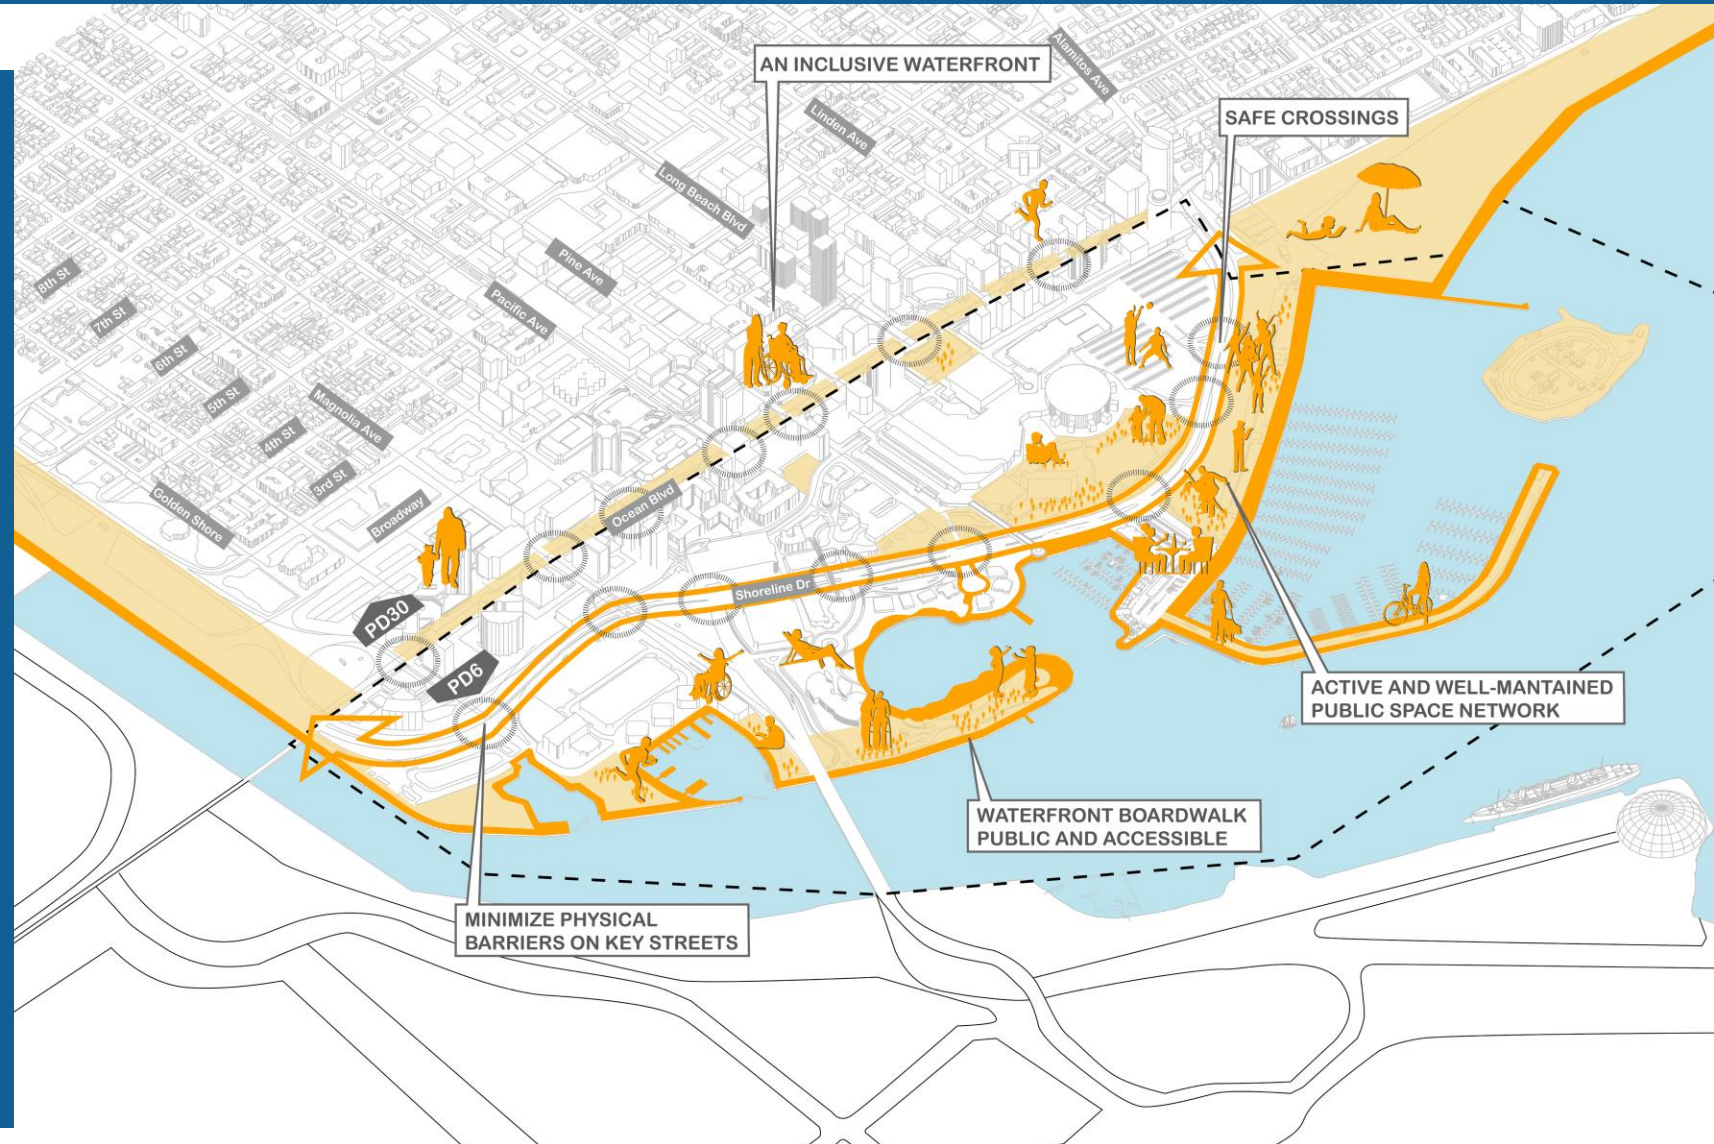 AN INCLUSIVE WATERFRONT
Alamitos Ave
SAFE CROSSINGS
Linden Ave
Long Beach Blvd
Pine Ave
Pacific Ave
8th St
7th St
6th St
5th St
Magnolia Ave
4th St
3rd St
Golden Shore
Broadway
Ocean Blvd
Shoreline Dr
PD30
PD6
ACTIVE AND WELL-MANTAINED
PUBLIC SPACE NETWORK
WATERFRONT BOARDWALK
PUBLIC AND ACCESSIBLE
MINIMIZE PHYSICAL
BARRIERS ON KEY STREETS